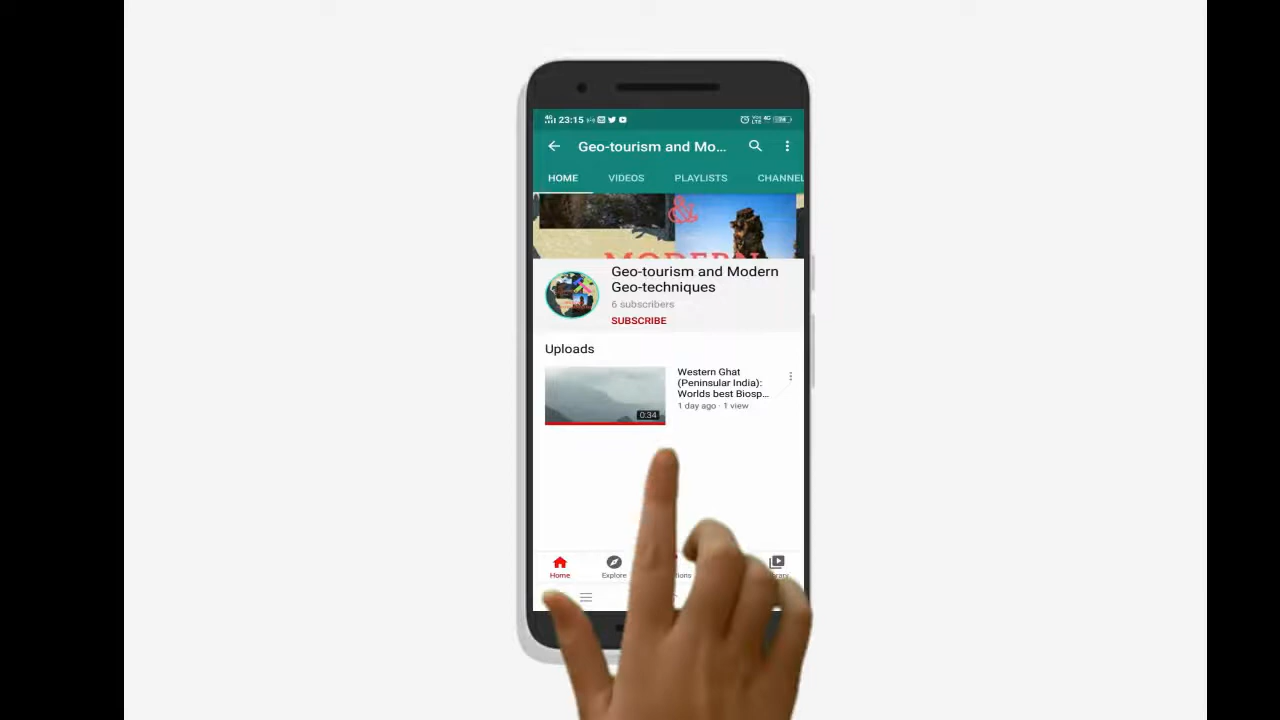 23:15
Geo-tourism and Mo...
HOME VIDEOS PLAYLISTS CHANNEL
&
MODERN
Geo-tourism and Modern
Geo-techniques
6 subscribers
SUBSCRIBE
Uploads
Western Ghat
(Peninsular India):
Worlds best Biosp...
1 day ago · 1 view
0:34
Home Explore